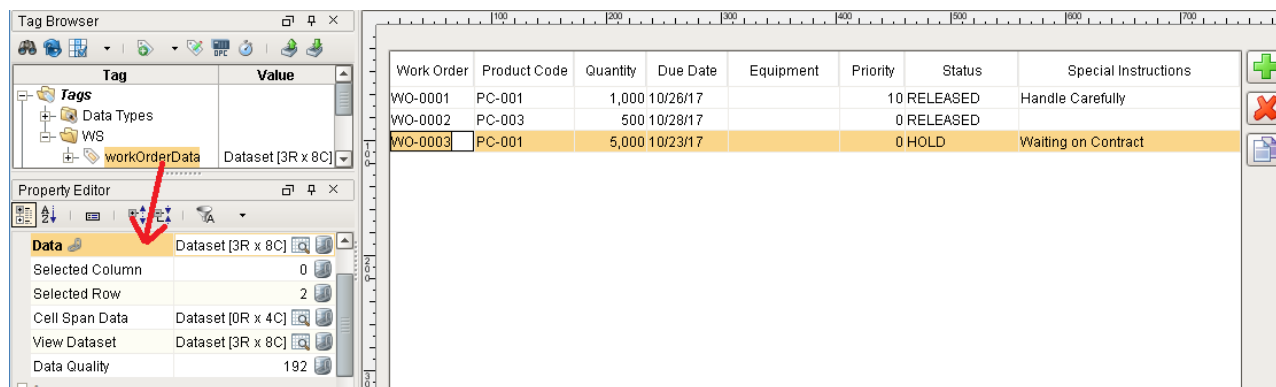 Tag Browser
OPC
Tag Value
Tags
Data Types
WS
workOrderData Dataset [3R x 8C]
Property Editor
Data Dataset [3R x 8C]
Selected Column 0
Selected Row 2
Cell Span Data Dataset [0R x 4C]
View Dataset Dataset [3R x 8C]
Data Quality 192
100 200 300 400 500 600 700
100
200
Work Order Product Code Quantity Due Date Equipment Priority Status Special Instructions
WO-0001 PC-001 1,000 10/26/17 10 RELEASED Handle Carefully
WO-0002 PC-003 500 10/28/17 0 RELEASED
WO-0003 PC-001 5,000 10/23/17 0 HOLD Waiting on Contract